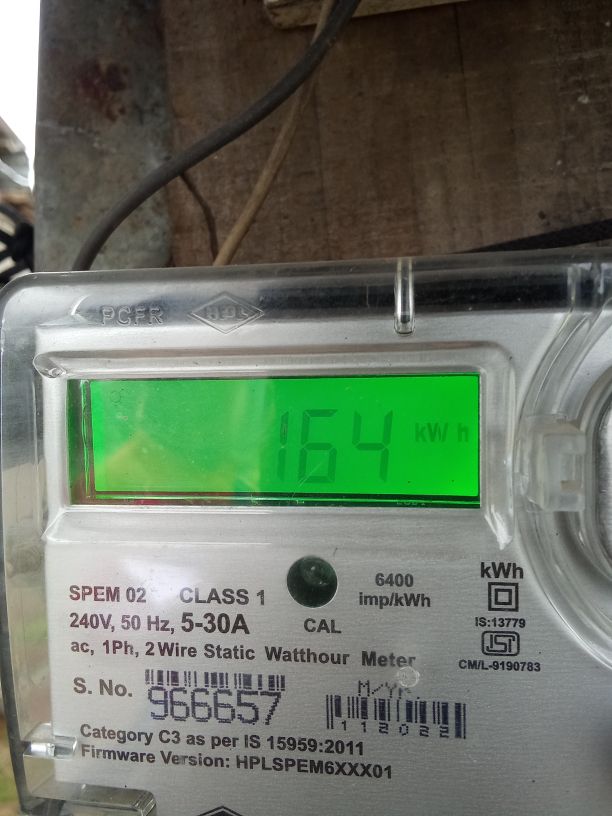 PCFR HPL
164 kW h
SPEM 02 CLASS 1
240V, 50 Hz, 5-30A
ac, 1Ph, 2 Wire Static Watthour Meter
CAL
6400
imp/kWh
kWh
IS:13779
ISI
CM/L-9190783
S. No. 966657
M/YR.
112022
Category C3 as per IS 15959:2011
Firmware Version: HPLSPEM6XXX01